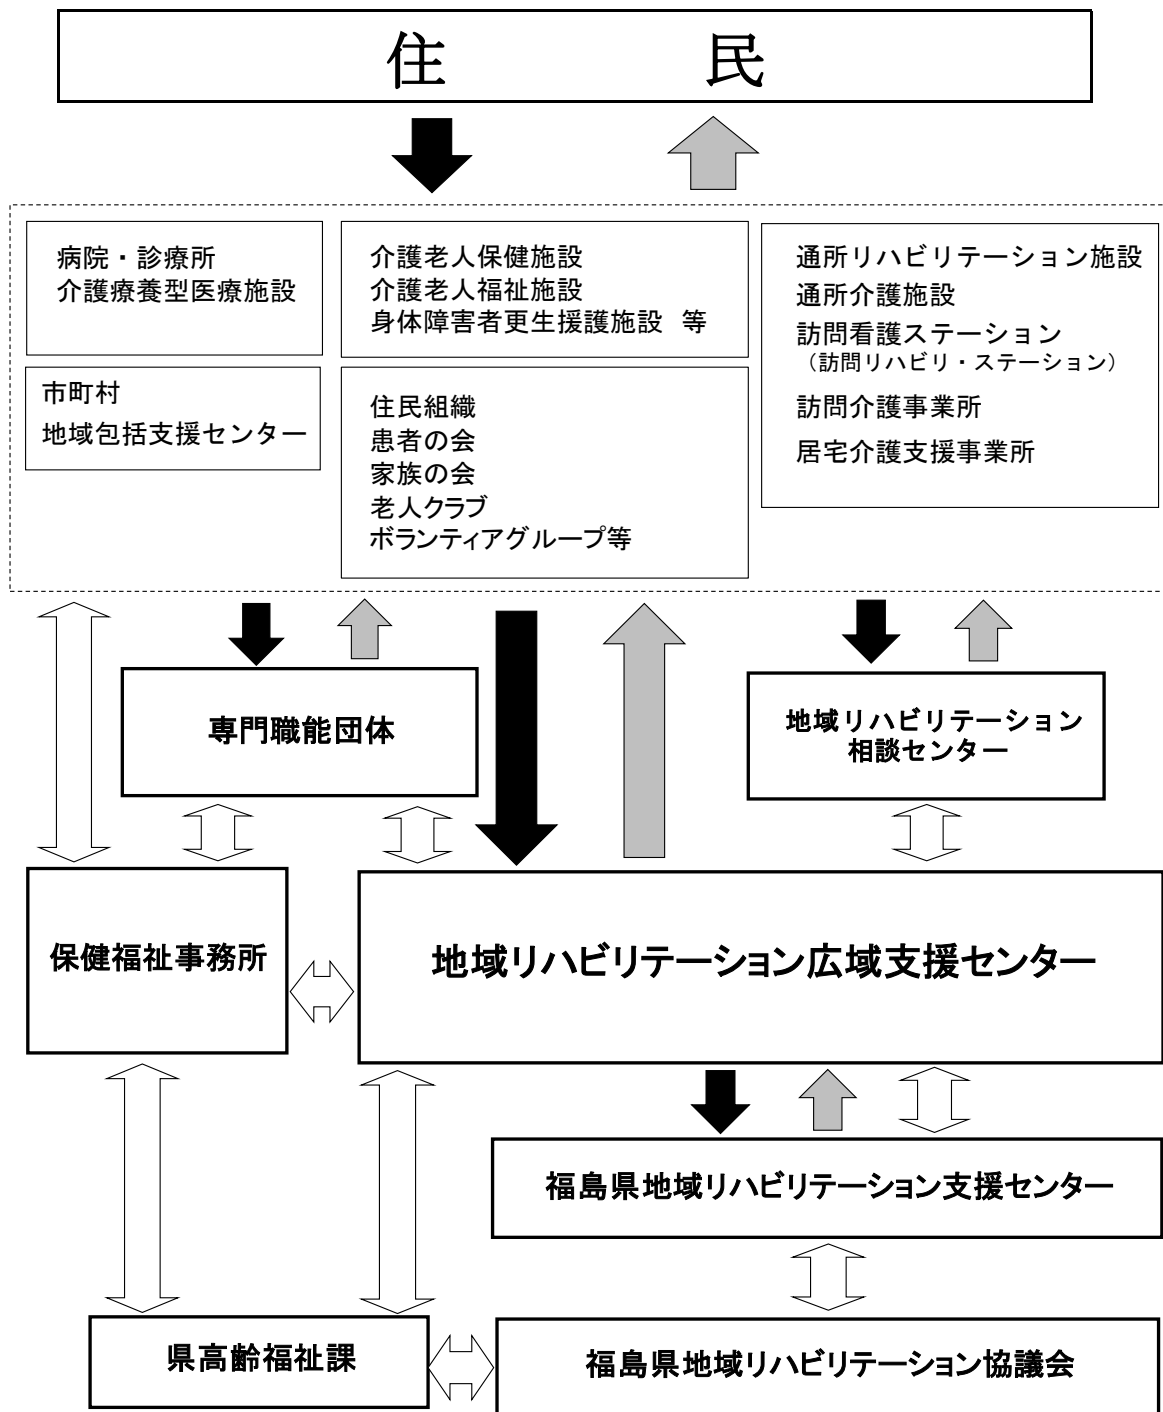 住民
病院・診療所
介護療養型医療施設
介護老人保健施設
介護老人福祉施設
身体障害者更生援護施設 等
通所リハビリテーション施設
通所介護施設
訪問看護ステーション
（訪問リハビリ・ステーション）
訪問介護事業所
居宅介護支援事業所
市町村
地域包括支援センター
住民組織
患者の会
家族の会
老人クラブ
ボランティアグループ等
専門職能団体
地域リハビリテーション
相談センター
保健福祉事務所
地域リハビリテーション広域支援センター
福島県地域リハビリテーション支援センター
県高齢福祉課
福島県地域リハビリテーション協議会